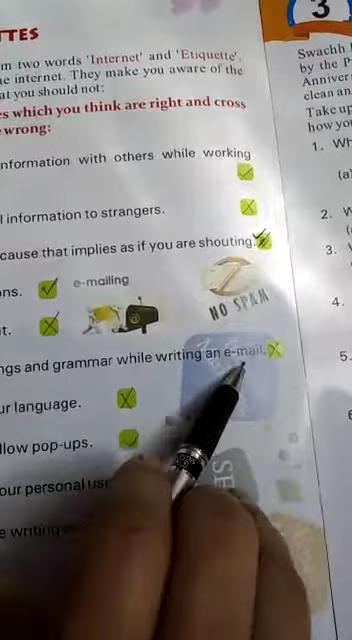 TTES
3
m two words 'Internet' and 'Etiquette'.
e internet. They make you aware of the
at you should not:
es which you think are right and cross
wrong:
nformation with others while working
l information to strangers.
cause that implies as if you are shouting.
ons.
e-mailing
NO SPAM
t.
ngs and grammar while writing an e-mail.
ur language.
llow pop-ups.
our personal
e writing
Swachh
by the P
Anniver
clean an
Take up
how you
1. Wh
(a)
2. W
(
3.
4.
5.
6